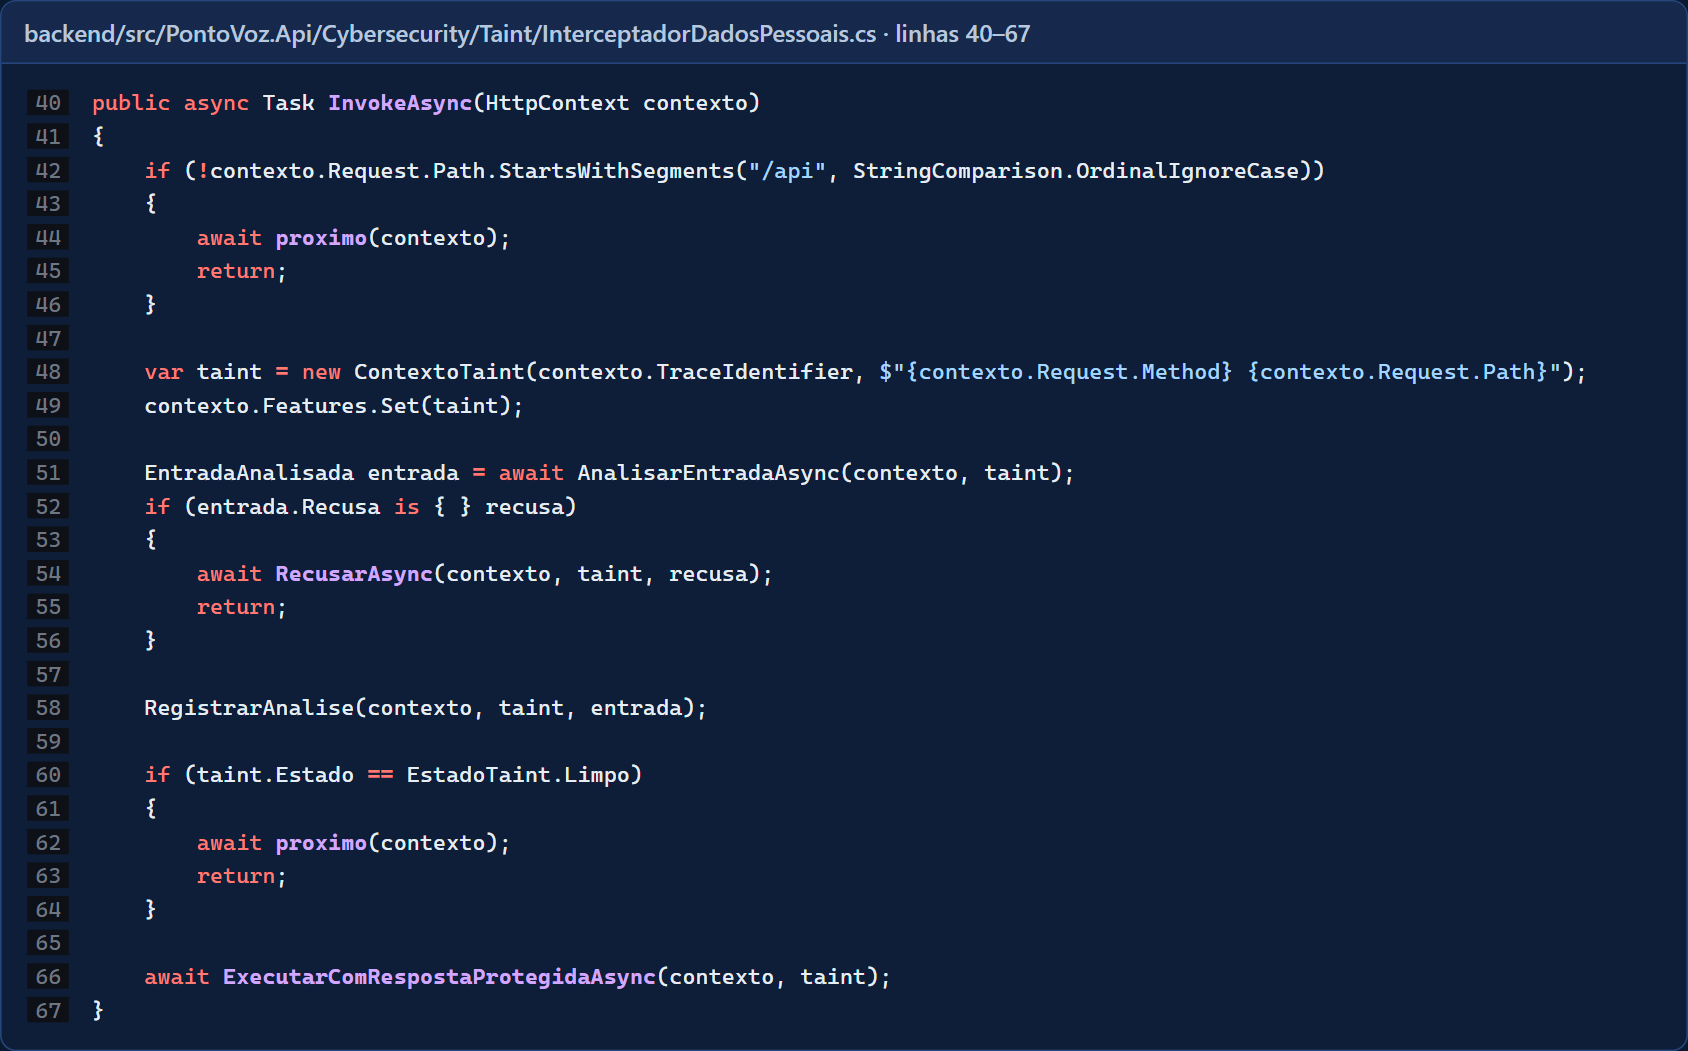 backend/src/PontoVoz.Api/Cybersecurity/Taint/InterceptadorDadosPessoais.cs · linhas 40–67
40 public async Task InvokeAsync(HttpContext contexto)
41 {
42     if (!contexto.Request.Path.StartsWithSegments("/api", StringComparison.OrdinalIgnoreCase))
43     {
44         await proximo(contexto);
45         return;
46     }
47
48     var taint = new ContextoTaint(contexto.TraceIdentifier, $"{contexto.Request.Method} {contexto.Request.Path}");
49     contexto.Features.Set(taint);
50
51     EntradaAnalisada entrada = await AnalisarEntradaAsync(contexto, taint);
52     if (entrada.Recusa is { } recusa)
53     {
54         await RecusarAsync(contexto, taint, recusa);
55         return;
56     }
57
58     RegistrarAnalise(contexto, taint, entrada);
59
60     if (taint.Estado == EstadoTaint.Limpo)
61     {
62         await proximo(contexto);
63         return;
64     }
65
66     await ExecutarComRespostaProtegidaAsync(contexto, taint);
67 }